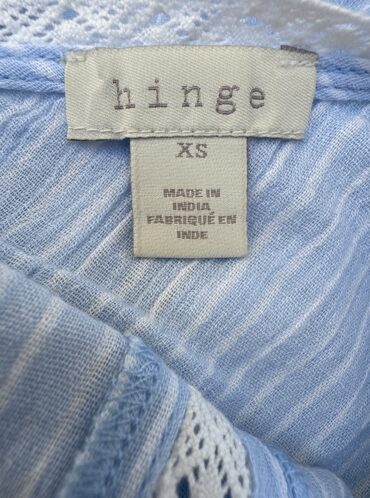 hinge
XS
MADE IN
INDIA
FABRIQUÉ EN
INDE